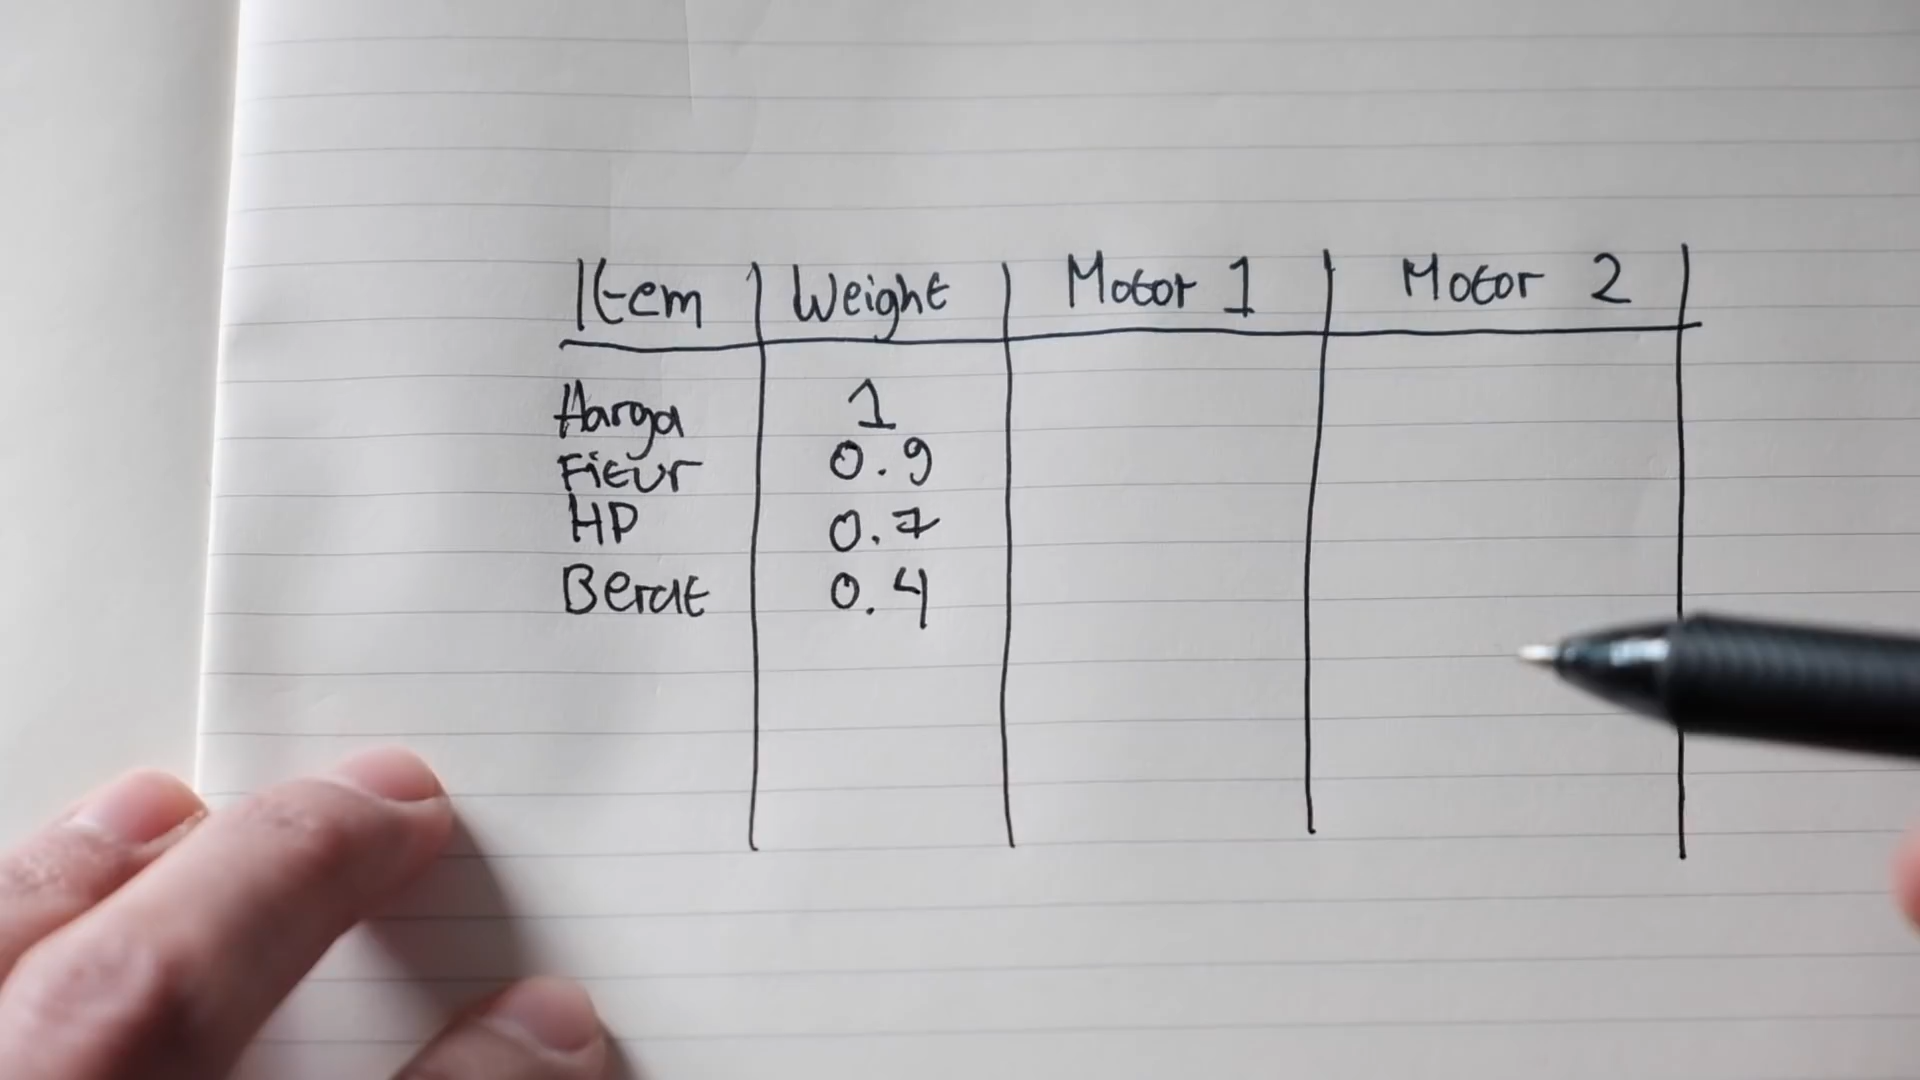 Item Weight Motor 1 Motor 2
Harga 1
Fitur 0.9
HP 0.7
Berat 0.4